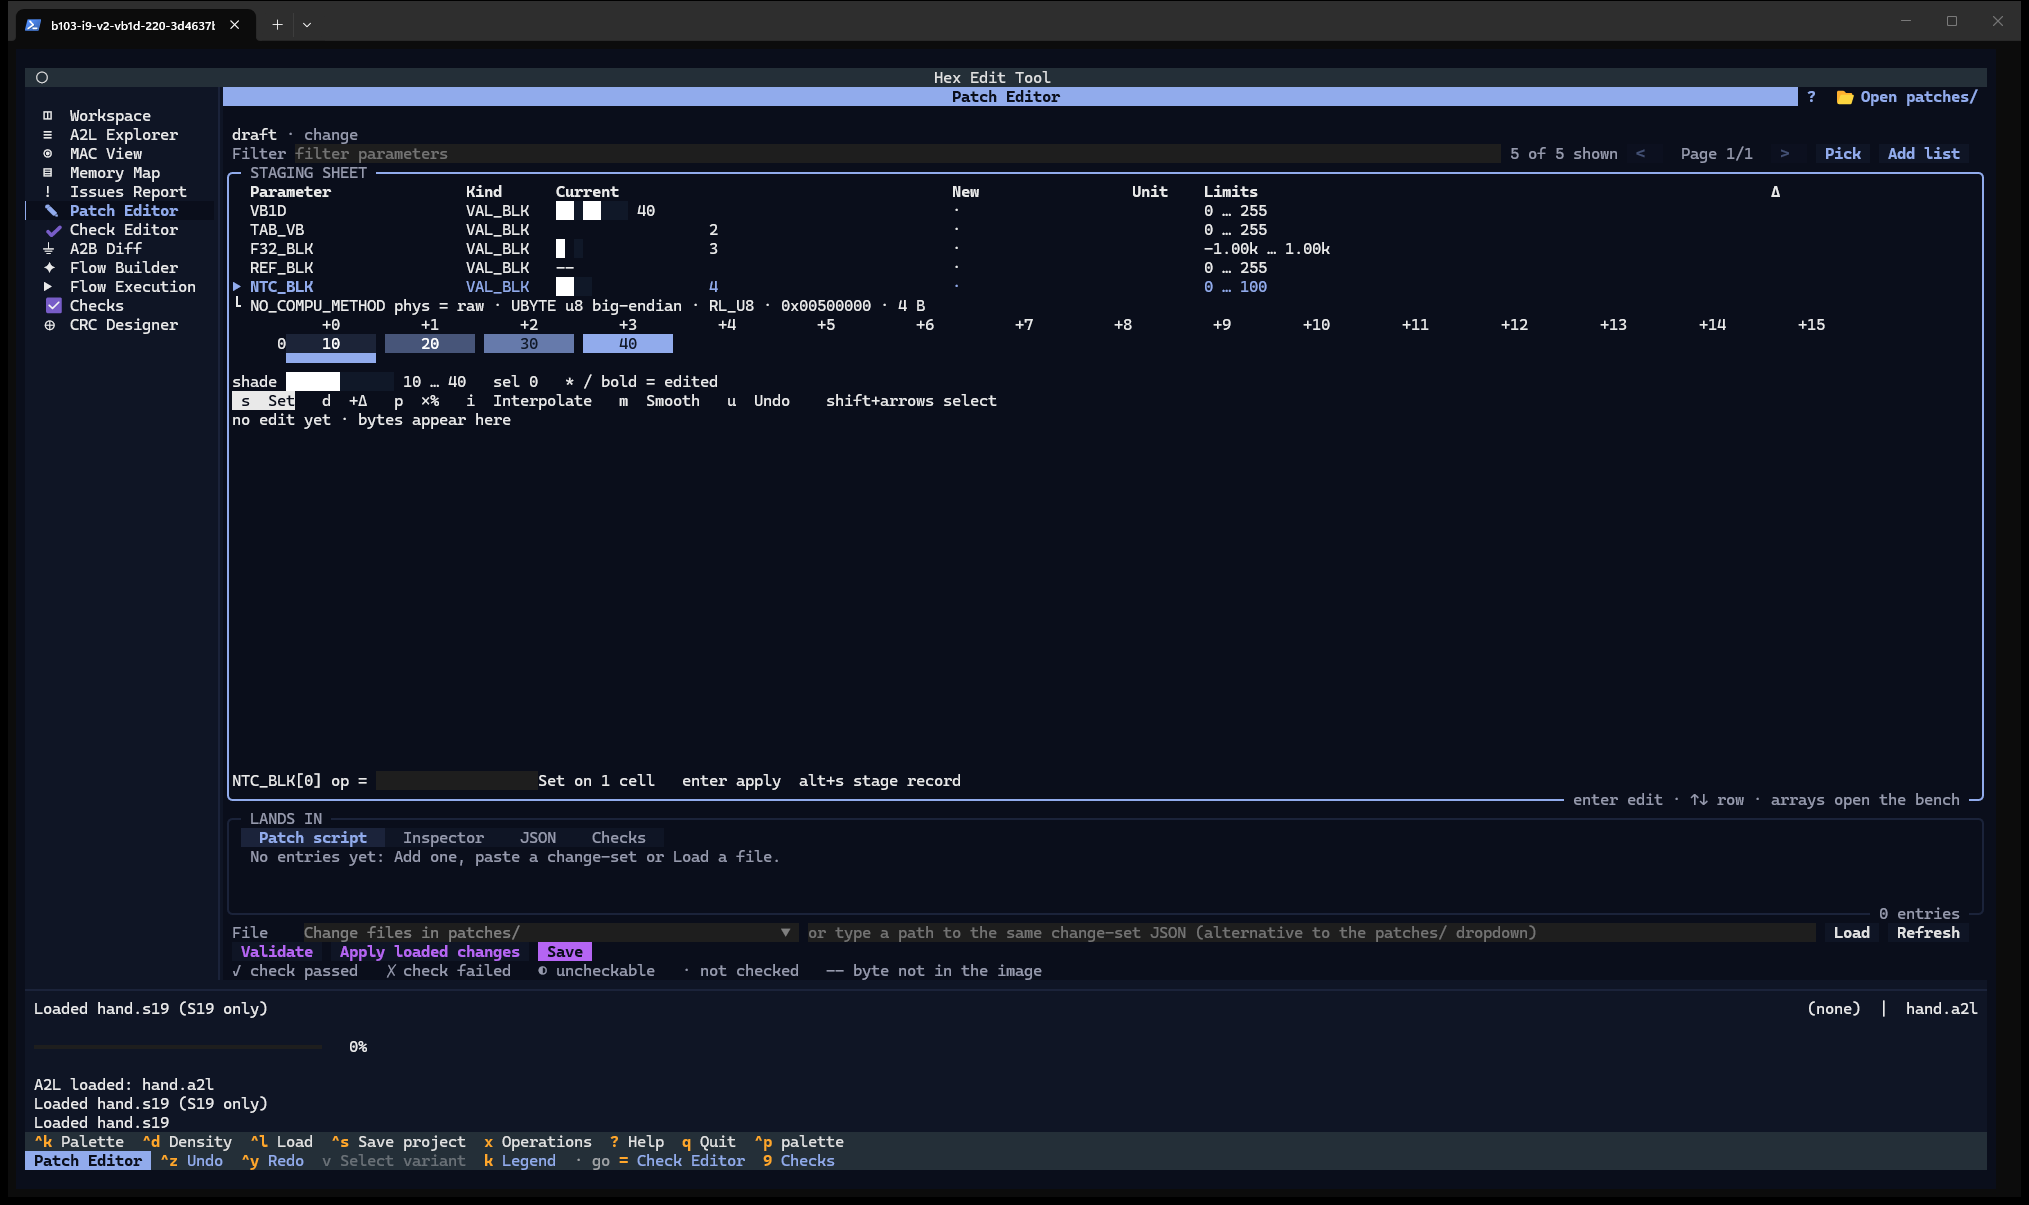 b103-i9-v2-vb1d-220-3d4637b
Hex Edit Tool
Patch Editor ? Open patches/
Workspace
A2L Explorer
MAC View
Memory Map
! Issues Report
Patch Editor
Check Editor
A2B Diff
Flow Builder
Flow Execution
Checks
CRC Designer
draft · change
Filter filter parameters 5 of 5 shown < Page 1/1 > Pick Add list
STAGING SHEET
Parameter Kind Current New Unit Limits Δ
VB1D VAL_BLK 40 · 0 … 255
TAB_VB VAL_BLK 2 · 0 … 255
F32_BLK VAL_BLK 3 · -1.00k … 1.00k
REF_BLK VAL_BLK -- · 0 … 255
▶ NTC_BLK VAL_BLK 4 · 0 … 100
└ NO_COMPU_METHOD phys = raw · UBYTE u8 big-endian · RL_U8 · 0x00500000 · 4 B
+0 +1 +2 +3 +4 +5 +6 +7 +8 +9 +10 +11 +12 +13 +14 +15
0 10 20 30 40
shade 10 … 40 sel 0 * / bold = edited
s Set d +Δ p ×% i Interpolate m Smooth u Undo shift+arrows select
no edit yet · bytes appear here
NTC_BLK[0] op = Set on 1 cell enter apply alt+s stage record
enter edit · ↑↓ row · arrays open the bench
LANDS IN
Patch script Inspector JSON Checks
No entries yet: Add one, paste a change-set or Load a file.
0 entries
File Change files in patches/ ▼ or type a path to the same change-set JSON (alternative to the patches/ dropdown) Load Refresh
Validate Apply loaded changes Save
√ check passed ╳ check failed ◐ uncheckable · not checked -- byte not in the image
Loaded hand.s19 (S19 only) (none) | hand.a2l
0%
A2L loaded: hand.a2l
Loaded hand.s19 (S19 only)
Loaded hand.s19
^k Palette ^d Density ^l Load ^s Save project x Operations ? Help q Quit ^p palette
Patch Editor ^z Undo ^y Redo v Select variant k Legend · go = Check Editor 9 Checks